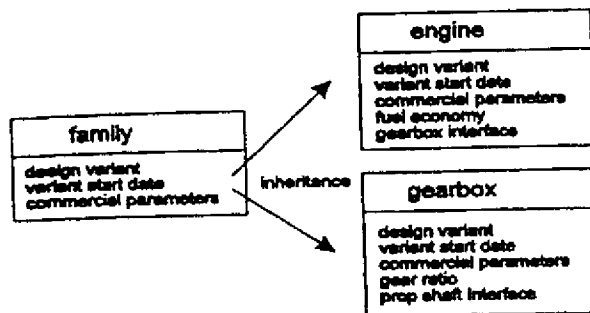 family
design variant
variant start date
commercial parameters
inheritance
engine
design variant
variant start date
commercial parameters
fuel economy
gearbox interface
gearbox
design variant
variant start date
commercial parameters
gear ratio
prop shaft interface